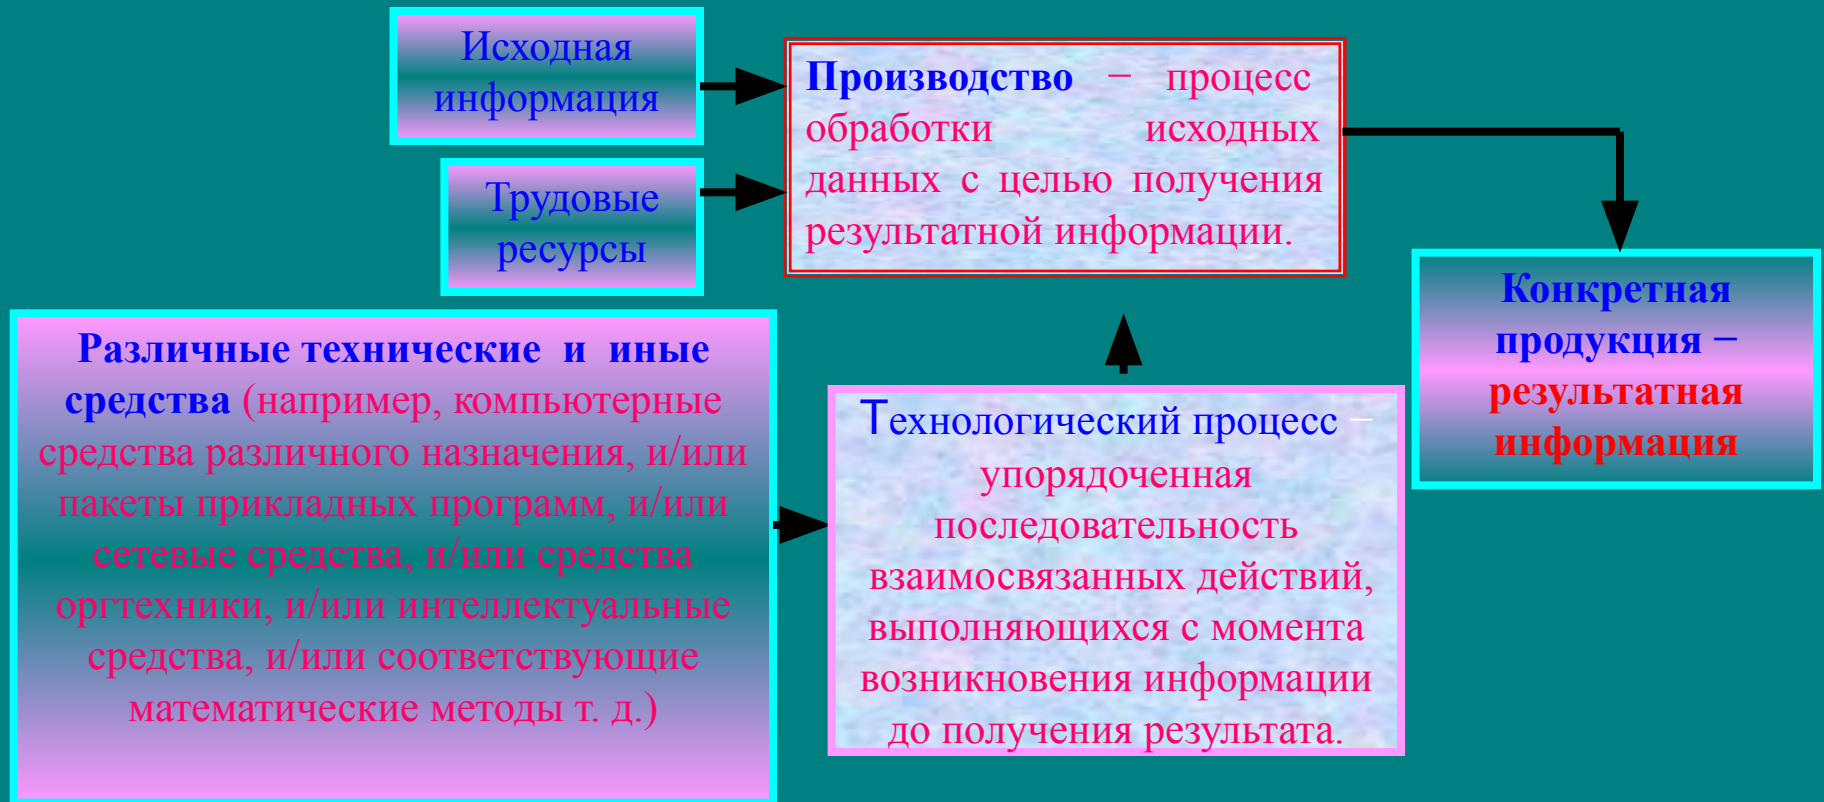 Исходная
информация
Трудовые
ресурсы
Производство – процесс
обработки исходных
данных с целью получения
результатной информации.
Различные технические и иные
средства (например, компьютерные
средства различного назначения, и/или
пакеты прикладных программ, и/или
сетевые средства, и/или средства
оргтехники, и/или интеллектуальные
средства, и/или соответствующие
математические методы т. д.)
Технологический процесс –
упорядоченная
последовательность
взаимосвязанных действий,
выполняющихся с момента
возникновения информации
до получения результата.
Конкретная
продукция –
результатная
информация